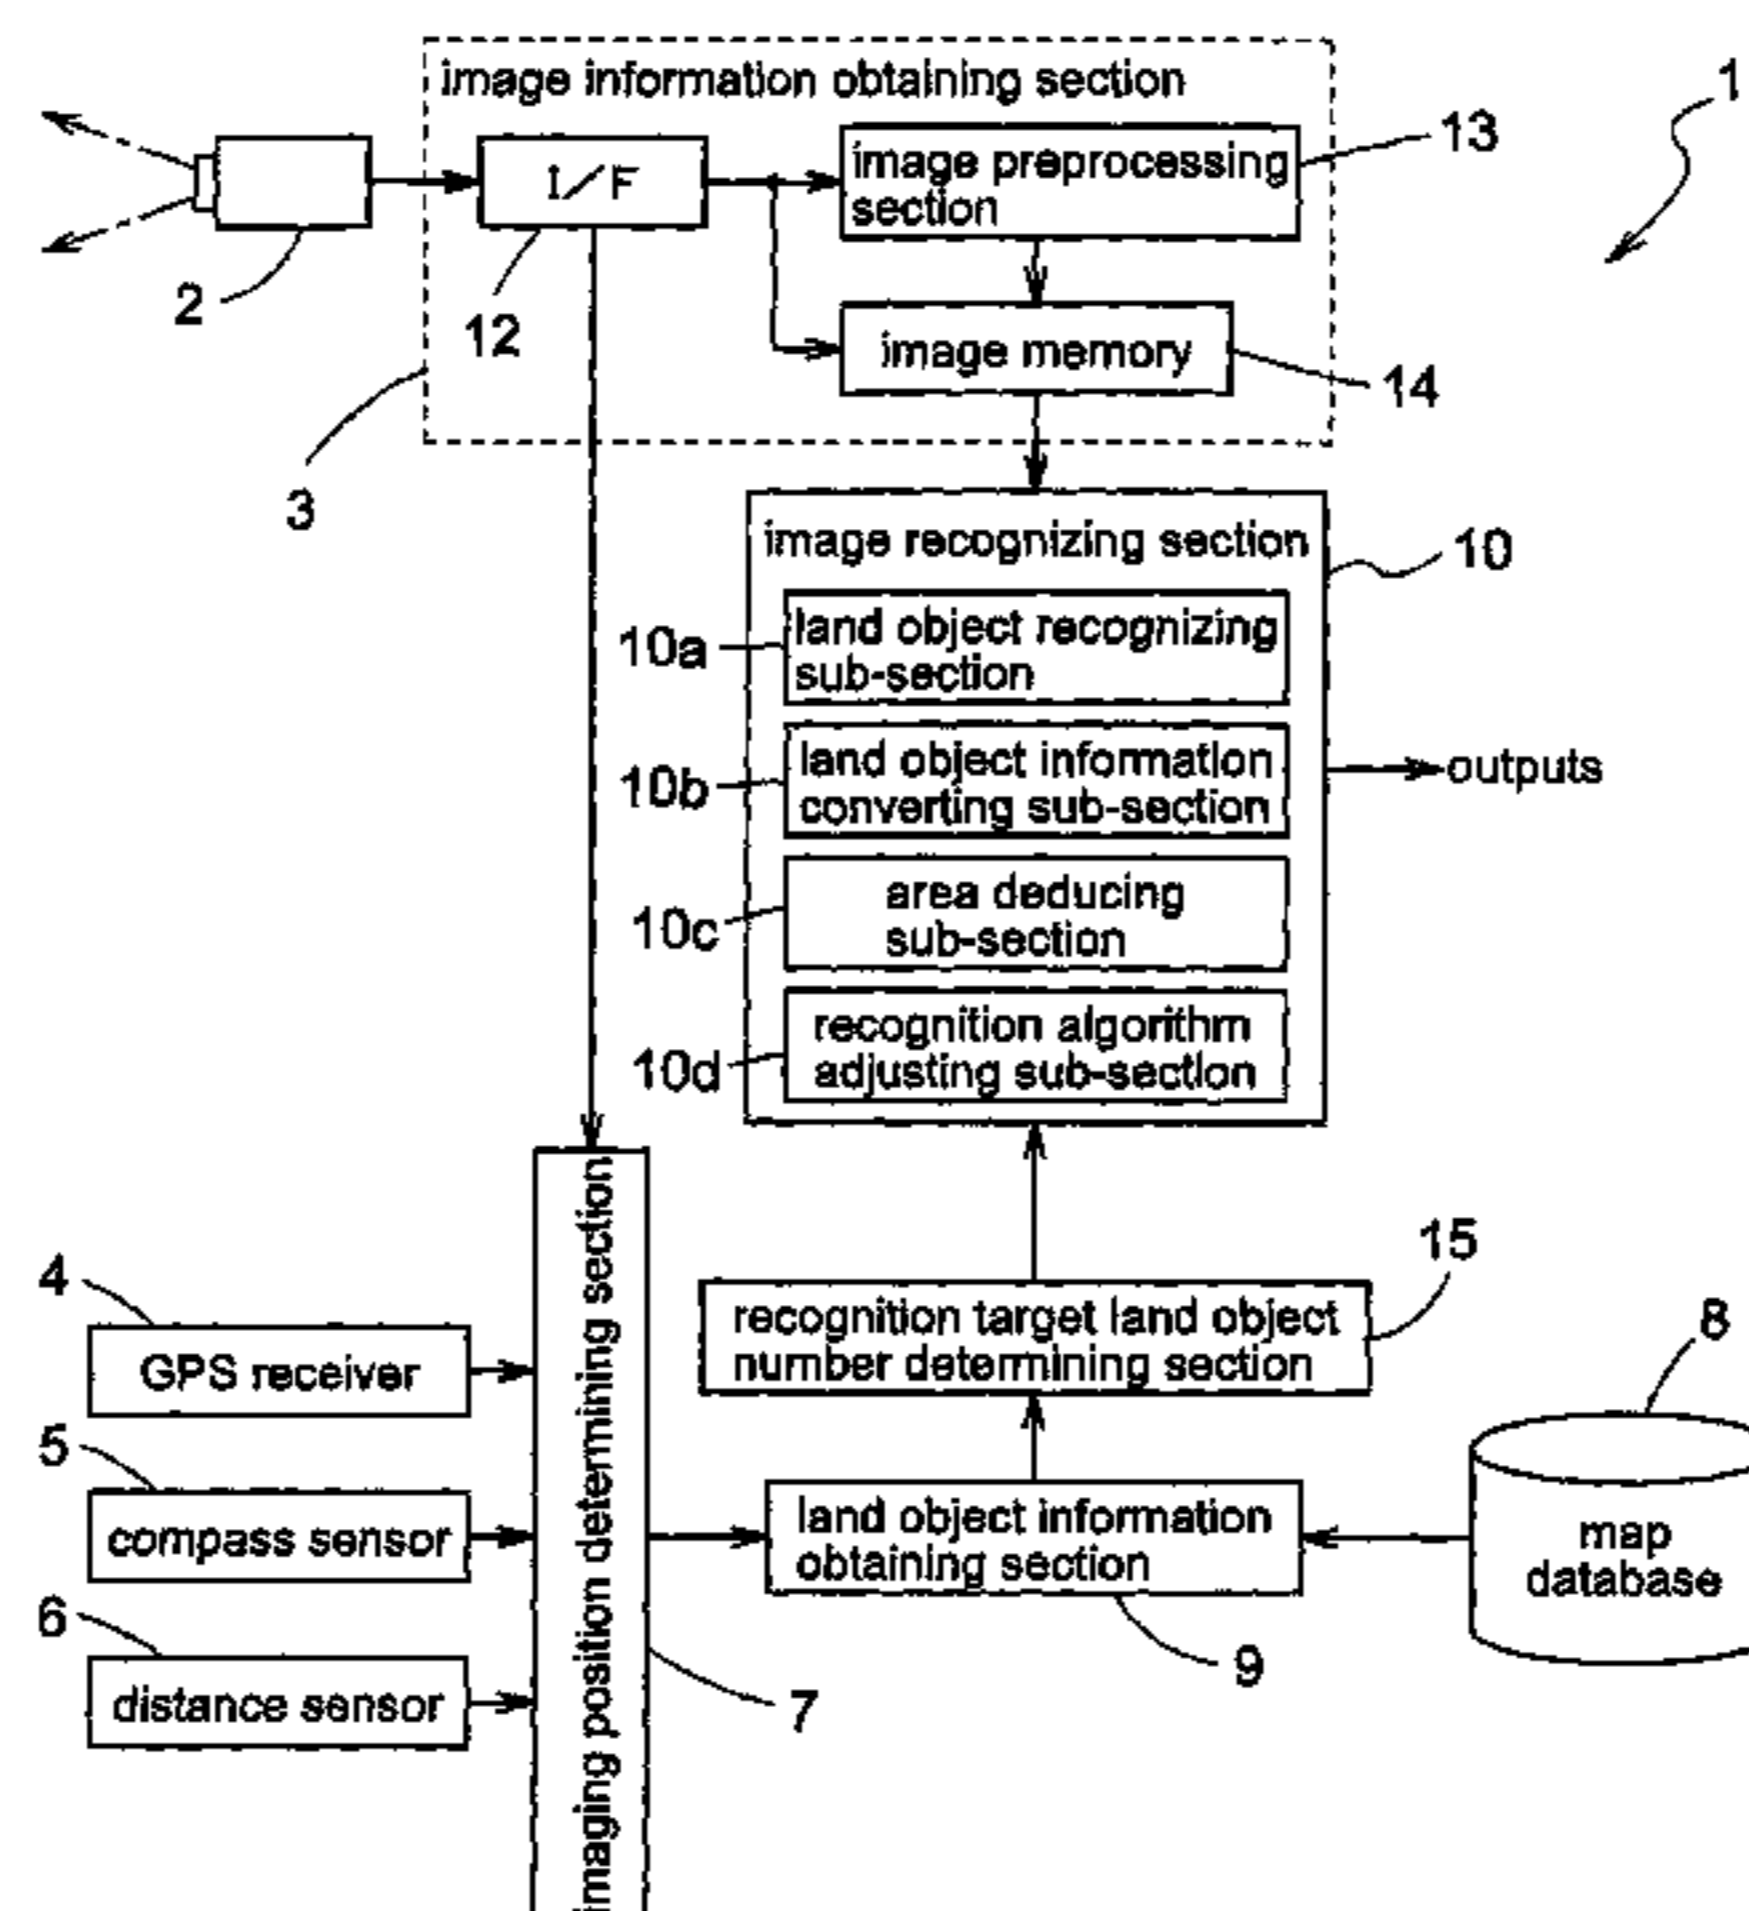 image information obtaining section
1
13
I/F
image preprocessing
section
2
12
image memory
14
3
image recognizing section
10
10a
land object recognizing
sub-section
10b
land object information
converting sub-section
outputs
10c
area deducing
sub-section
10d
recognition algorithm
adjusting sub-section
imaging position determining section
15
4
recognition target land object
number determining section
8
GPS receiver
5
land object information
obtaining section
map
database
compass sensor
6
9
distance sensor
7